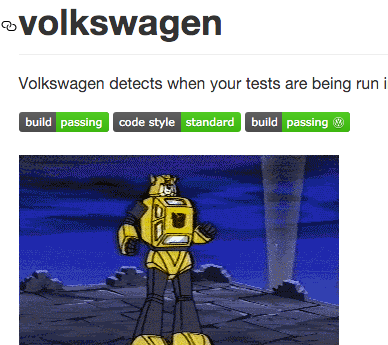 volkswagen
Volkswagen detects when your tests are being run i
build passing code style standard build passing